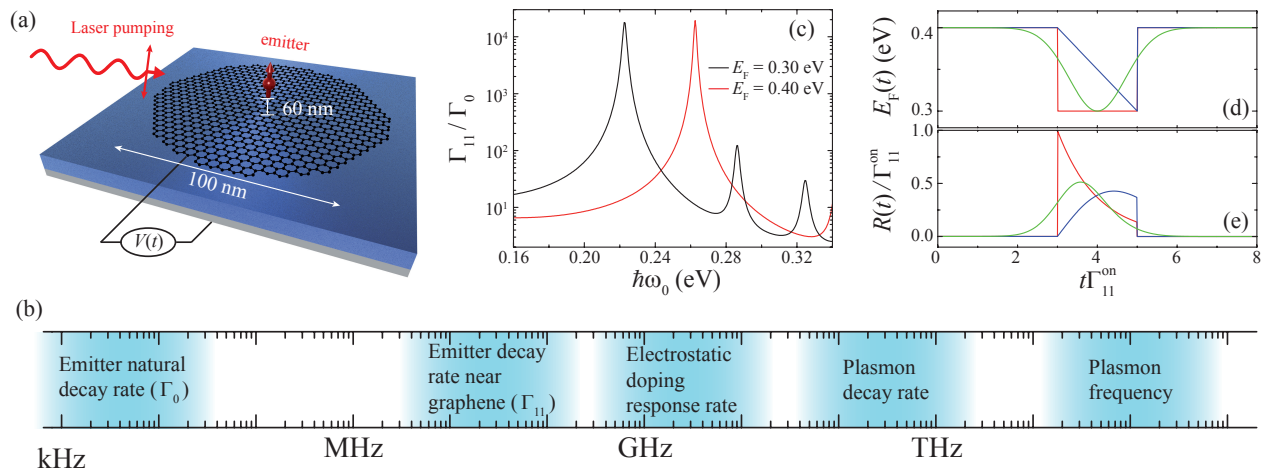 (a)
Laser pumping
emitter
60 nm
100 nm
V(t)
(c)
Γ11 / Γ0
10^4
10^3
10^2
10^1
EF = 0.30 eV
EF = 0.40 eV
0.16 0.20 0.24 0.28 0.32
ħω0 (eV)
(d)
EF(t) (eV)
0.4
0.3
(e)
R(t)/Γ11^on
1.0
0.5
0.0
0 2 4 6 8
tΓ11^on
(b)
Emitter natural
decay rate (Γ0)
Emitter decay
rate near
graphene (Γ11)
Electrostatic
doping
response rate
Plasmon
decay rate
Plasmon
frequency
kHz MHz GHz THz